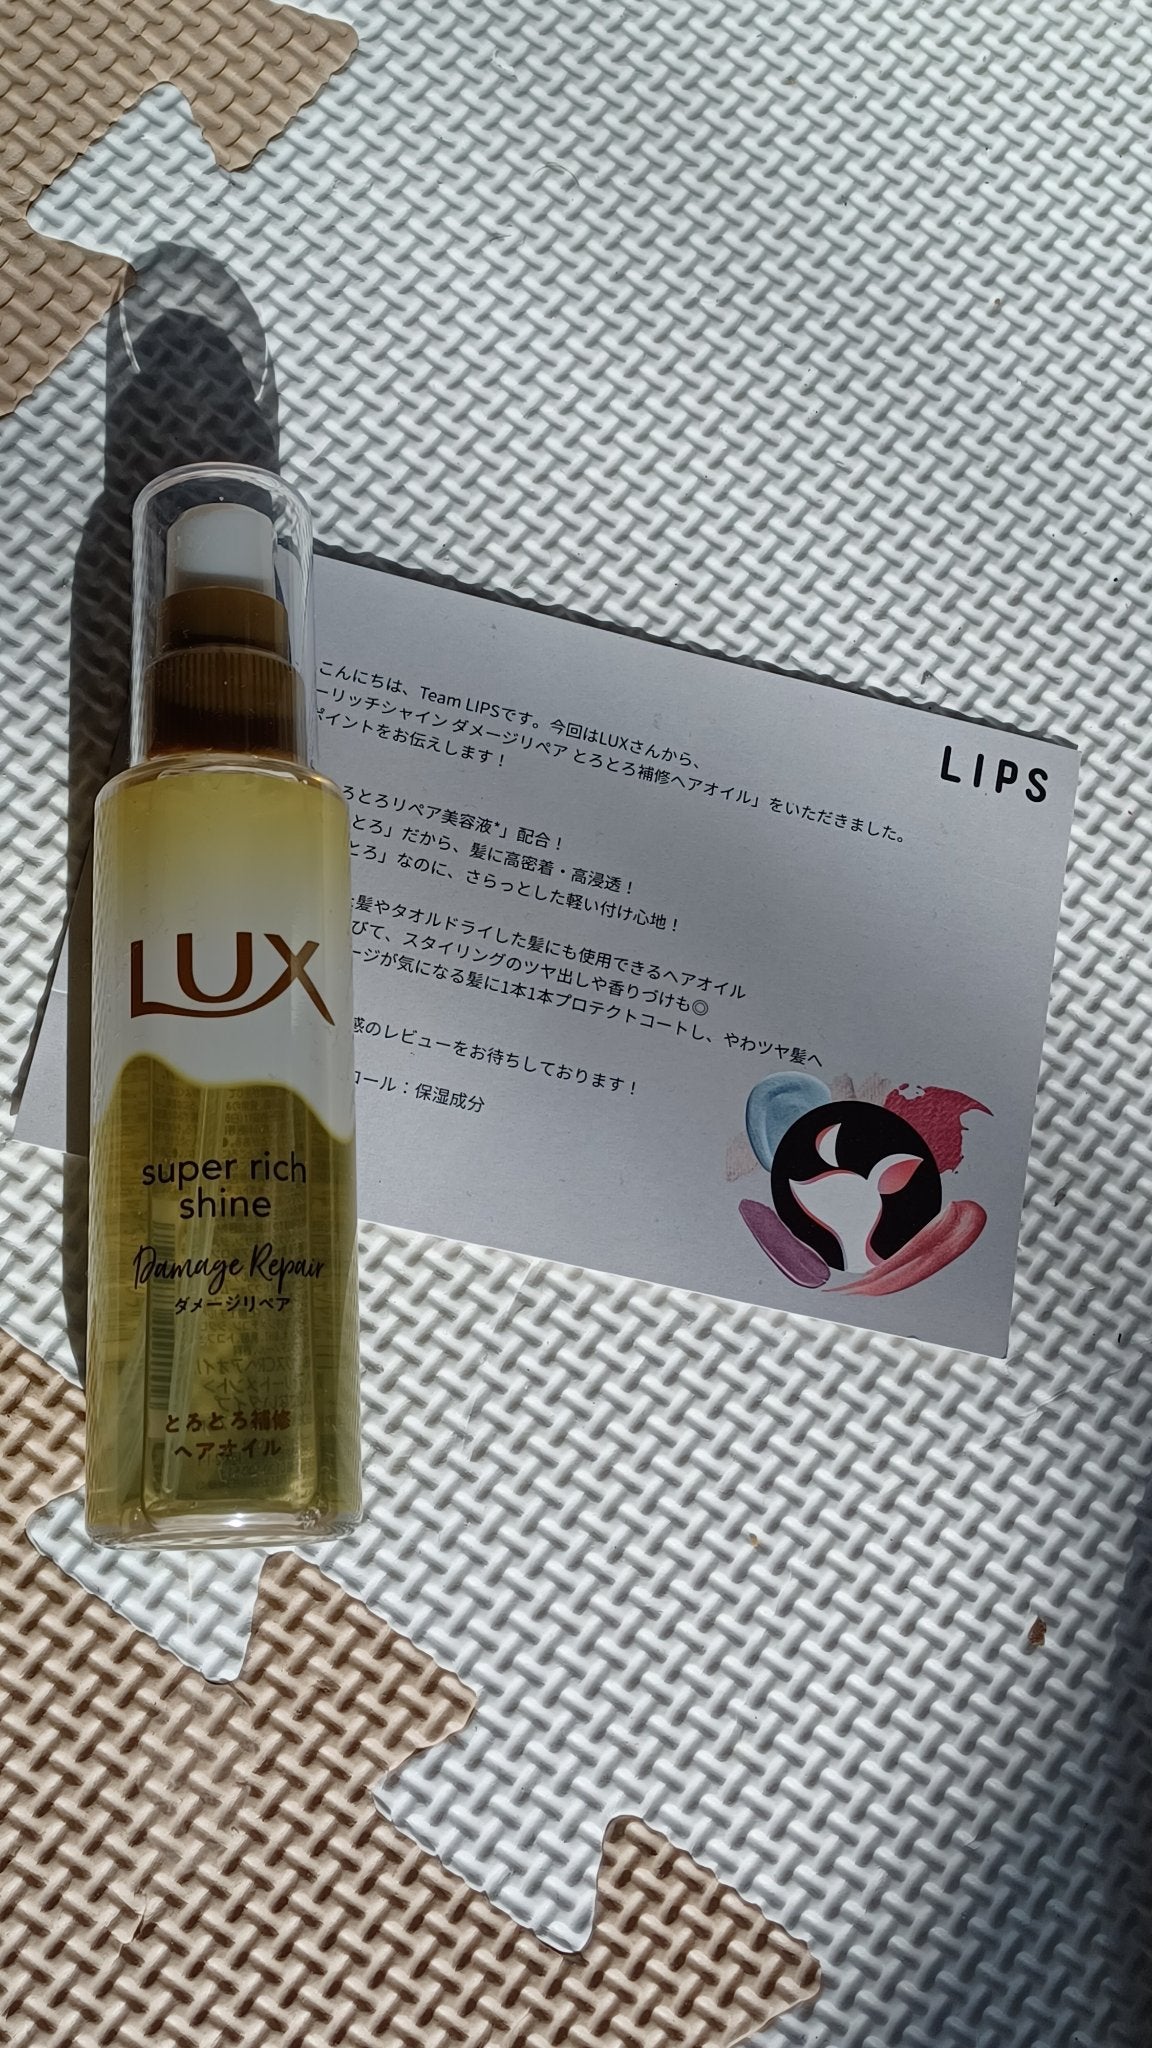 こんにちは、Team LIPSです。今回はLUXさんから、
ーリッチシャイン ダメージリペア とろとろ補修ヘアオイル」をいただきました。
ポイントをお伝えします！
LIPS
ろとろリペア美容液*」配合！
とろ」だから、髪に高密着・高浸透！
とろ」なのに、さらっとした軽い付け心地！
た髪やタオルドライした髪にも使用できるヘアオイル
びて、スタイリングのツヤ出しや香りづけも◎
ージが気になる髪に1本1本プロテクトコートし、やわツヤ髪へ
のレビューをお待ちしております！
ロール：保湿成分
LUX
super rich
shine
Damage Repair
ダメージリペア
とろとろ補修
ヘアオイル